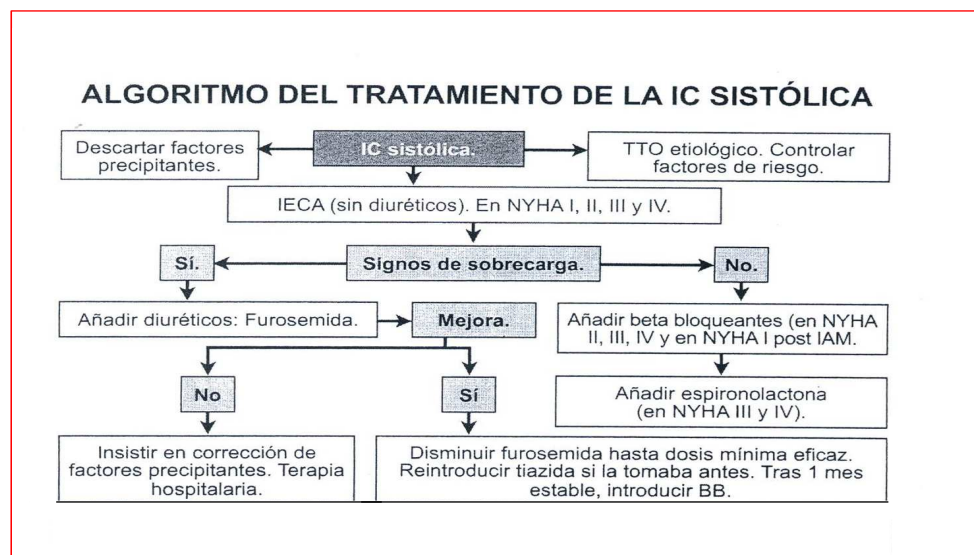 ALGORITMO DEL TRATAMIENTO DE LA IC SISTÓLICA
Descartar factores
precipitantes.
IC sistólica.
TTO etiológico. Controlar
factores de riesgo.
IECA (sin diuréticos). En NYHA I, II, III y IV.
Sí.
Signos de sobrecarga.
No.
Añadir diuréticos: Furosemida.
Mejora.
Añadir beta bloqueantes (en NYHA
II, III, IV y en NYHA I post IAM.
No
Sí
Añadir espironolactona
(en NYHA III y IV).
Insistir en corrección de
factores precipitantes. Terapia
hospitalaria.
Disminuir furosemida hasta dosis mínima eficaz.
Reintroducir tiazida si la tomaba antes. Tras 1 mes
estable, introducir BB.